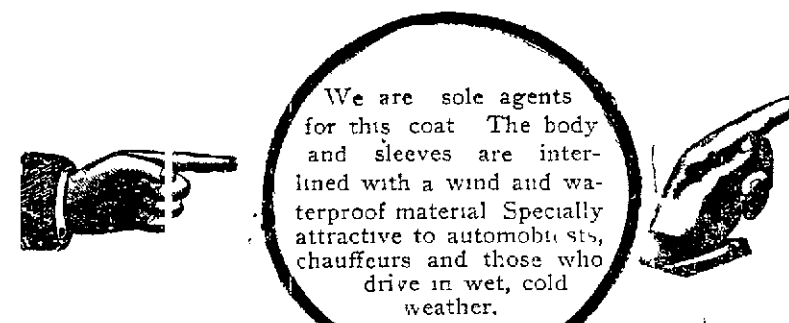 We are sole agents
for this coat The body
and sleeves are inter-
lined with a wind and wa-
terproof material Specially
attractive to automobilists,
chauffeurs and those who
drive in wet, cold
weather.